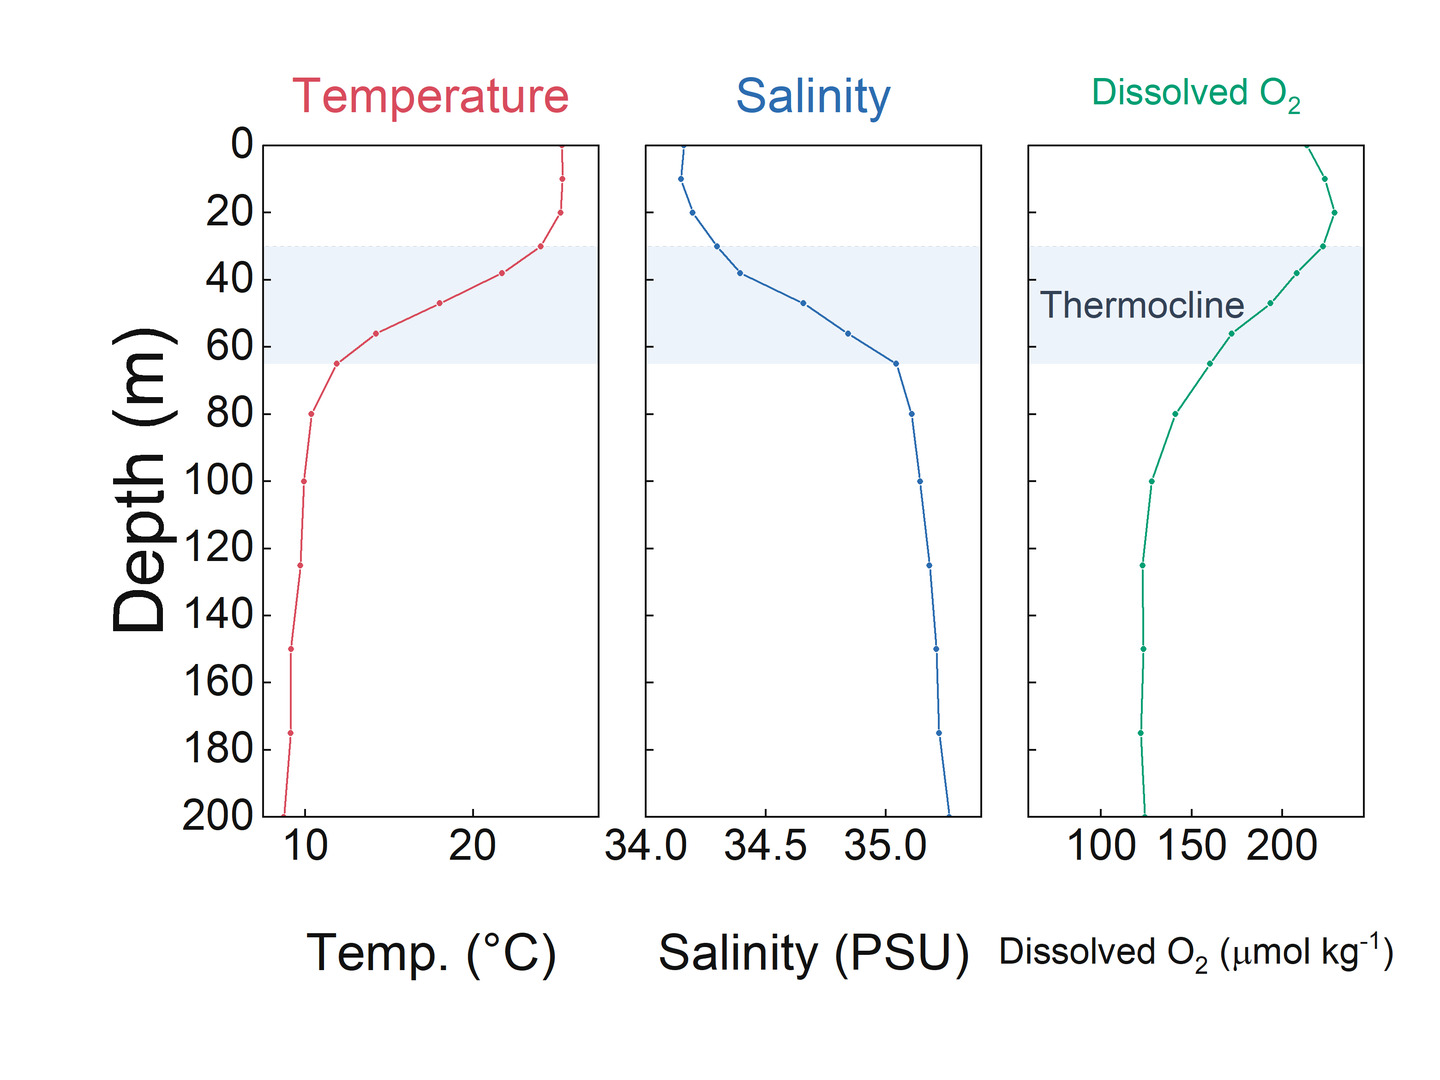 Temperature
Salinity
Dissolved O₂
0
20
40
60
80
100
120
140
160
180
200
Depth (m)
Thermocline
10 20
34.0 34.5 35.0
100 150 200
Temp. (°C)
Salinity (PSU)
Dissolved O₂ (μmol kg⁻¹)